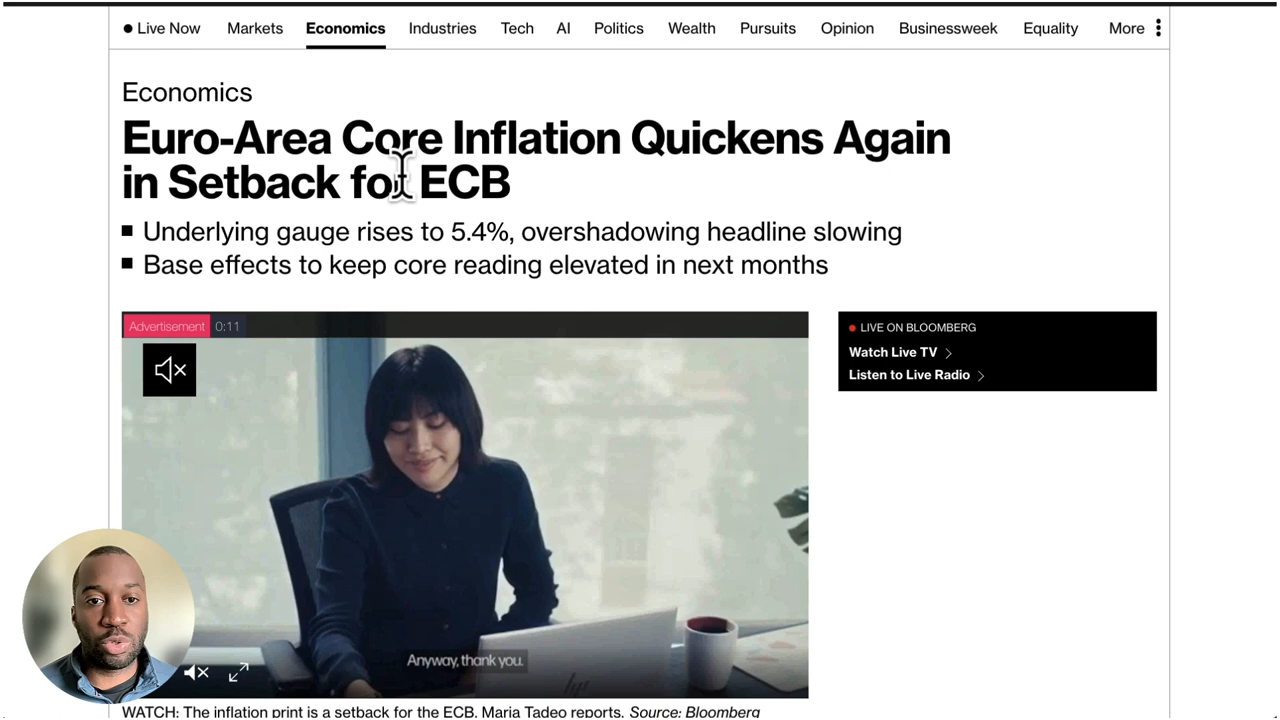 Live Now Markets Economics Industries Tech AI Politics Wealth Pursuits Opinion Businessweek Equality More
Economics
Euro-Area Core Inflation Quickens Again
in Setback for ECB
Underlying gauge rises to 5.4%, overshadowing headline slowing
Base effects to keep core reading elevated in next months
Advertisement 0:11
LIVE ON BLOOMBERG
Watch Live TV
Listen to Live Radio
Anyway, thank you.
hp
WATCH: The inflation print is a setback for the ECB. Maria Tadeo reports. Source: Bloomberg